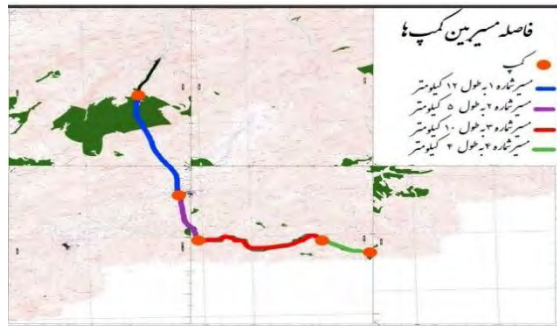 فاصله مسیر بین کمپ ها
کمپ
مسیر شماره ۱ به طول ۱۲ کیلومتر
مسیر شماره ۲ به طول ۵ کیلومتر
مسیر شماره ۳ به طول ۱۰ کیلومتر
مسیر شماره ۴ به طول ۴ کیلومتر